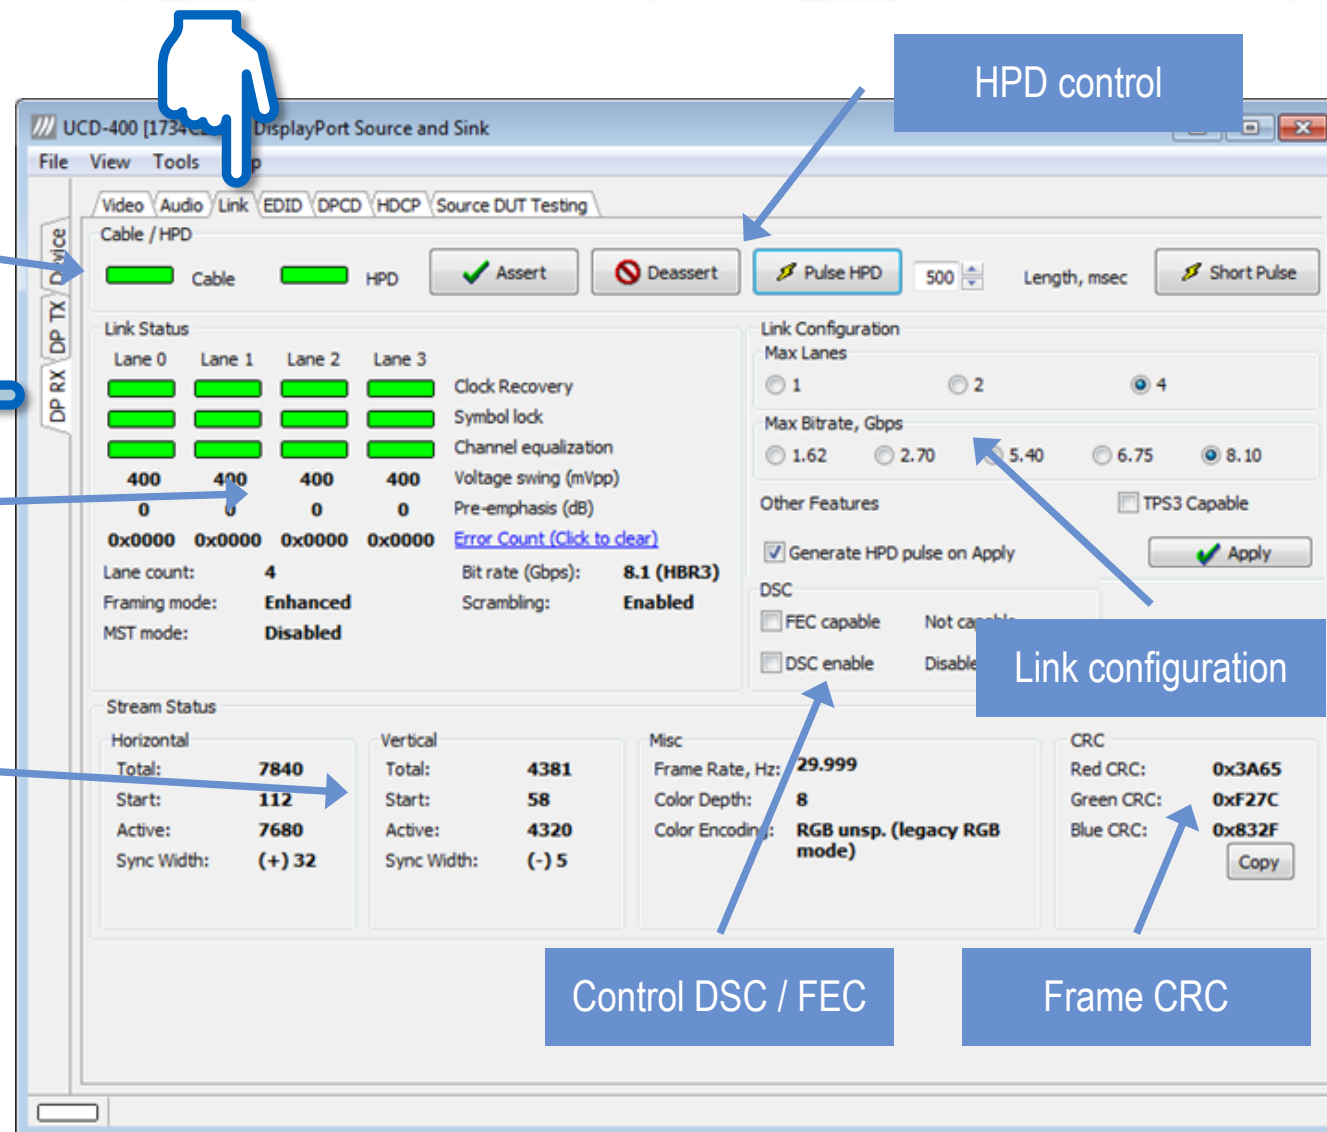 HPD control
UCD-400 [1734 DisplayPort Source and Sink
File View Tools
Video Audio Link EDID DPCD HDCP Source DUT Testing
Device
DP TX
DP RX
Cable / HPD
Cable HPD Assert Deassert Pulse HPD 500 Length, msec Short Pulse
Link Status
Lane 0 Lane 1 Lane 2 Lane 3
Clock Recovery
Symbol lock
Channel equalization
400 400 400 400 Voltage swing (mVpp)
0 0 0 0 Pre-emphasis (dB)
0x0000 0x0000 0x0000 0x0000 Error Count (Click to clear)
Lane count: 4 Bit rate (Gbps): 8.1 (HBR3)
Framing mode: Enhanced Scrambling: Enabled
MST mode: Disabled
Link Configuration
Max Lanes
1 2 4
Max Bitrate, Gbps
1.62 2.70 5.40 6.75 8.10
Other Features TPS3 Capable
Generate HPD pulse on Apply Apply
DSC
FEC capable Not capable
DSC enable Disable
Link configuration
Stream Status
Horizontal
Total: 7840
Start: 112
Active: 7680
Sync Width: (+) 32
Vertical
Total: 4381
Start: 58
Active: 4320
Sync Width: (-) 5
Misc
Frame Rate, Hz: 29.999
Color Depth: 8
Color Encoding: RGB unsp. (legacy RGB
mode)
CRC
Red CRC: 0x3A65
Green CRC: 0xF27C
Blue CRC: 0x832F
Copy
Control DSC / FEC
Frame CRC